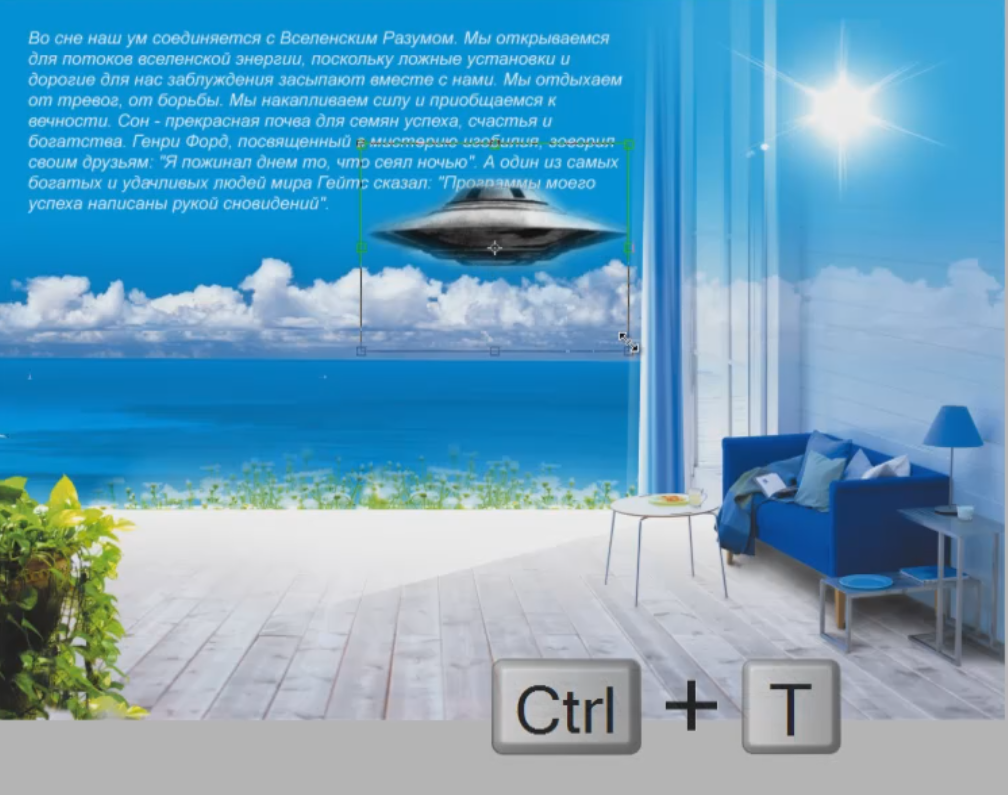 Во сне наш ум соединяется с Вселенским Разумом. Мы открываемся
для потоков вселенской энергии, поскольку ложные установки и
дорогие для нас заблуждения засыпают вместе с нами. Мы отдыхаем
от тревог, от борьбы. Мы накапливаем силу и приобщаемся к
вечности. Сон - прекрасная почва для семян успеха, счастья и
богатства. Генри Форд, посвященный в мистерию изобилия, говорил
своим друзьям: "Я пожинал днем то, что сеял ночью". А один из самых
богатых и удачливых людей мира Гейтс сказал: "Программы моего
успеха написаны рукой сновидений".
Ctrl + T